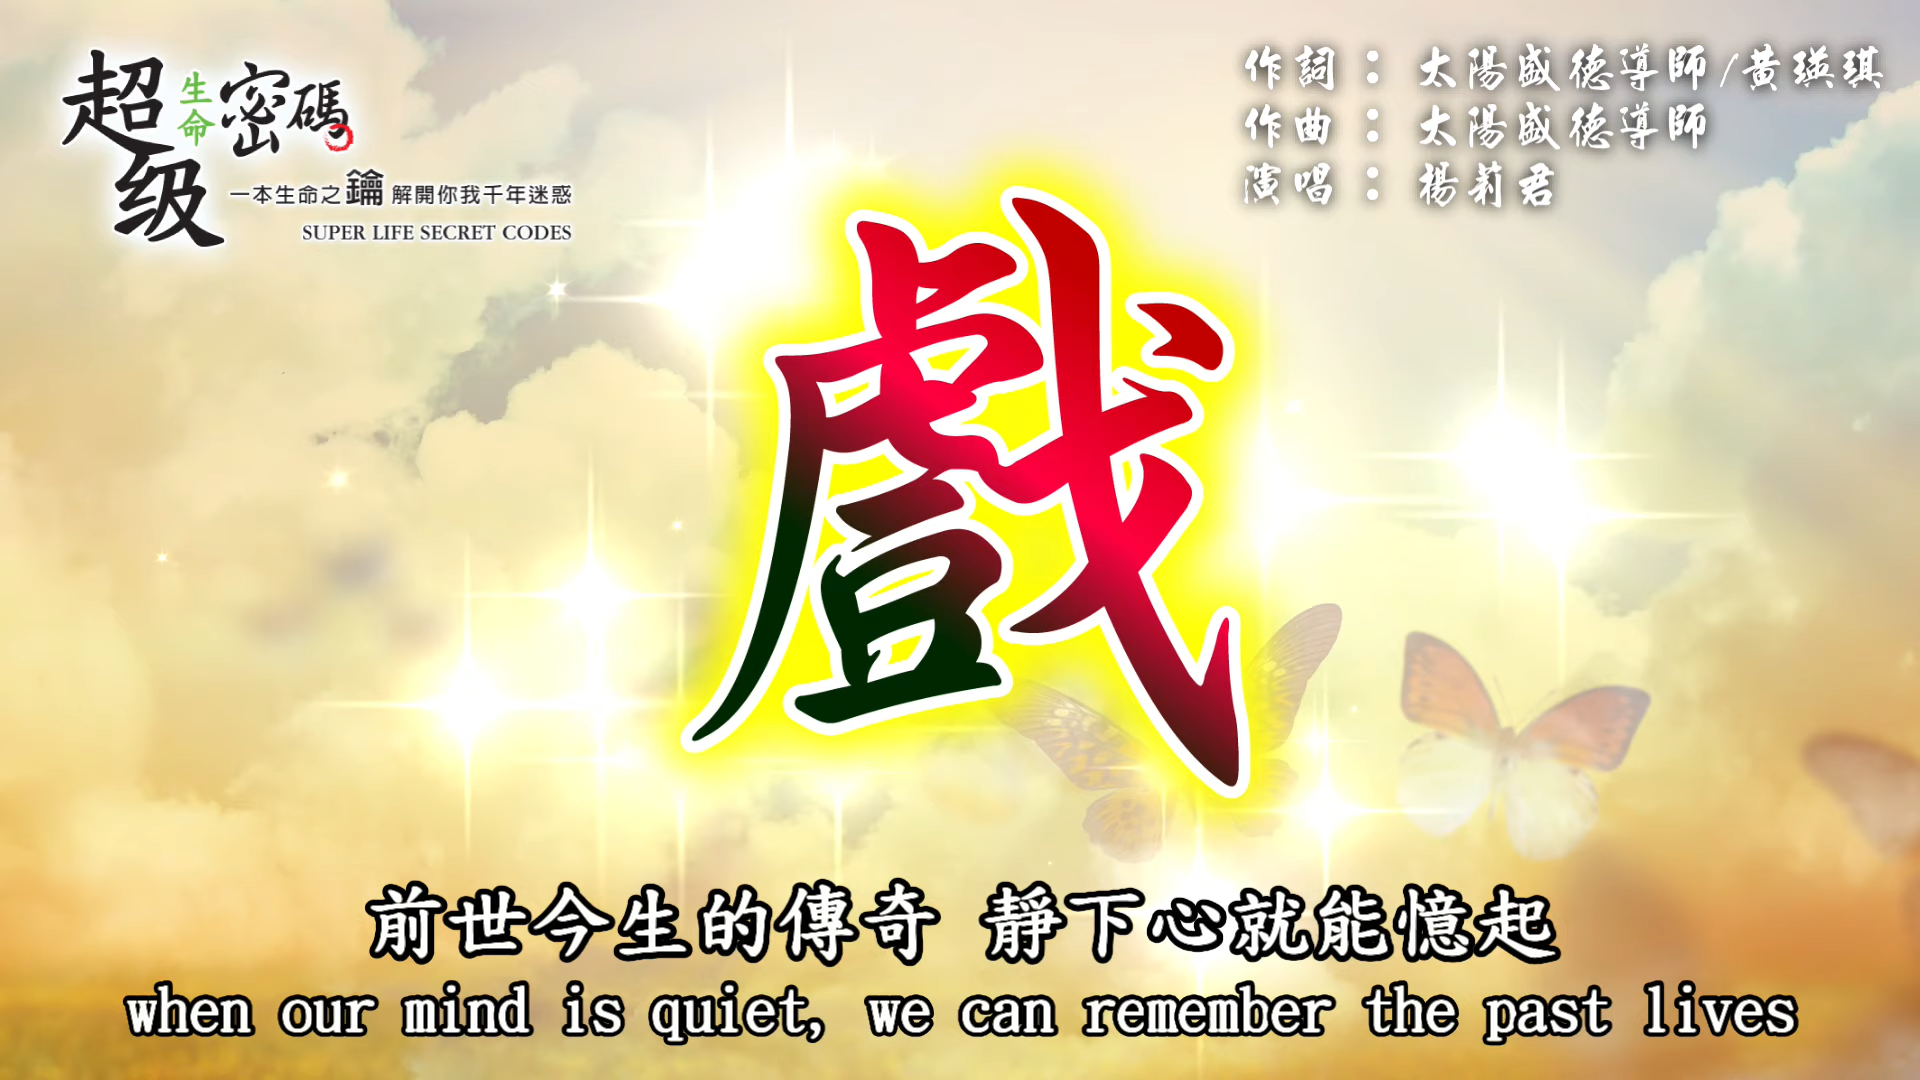 超级生命密碼
一本生命之鑰 解開你我千年迷惑
SUPER LIFE SECRET CODES
作詞：太陽盛德導師/黃瑛琪
作曲：太陽盛德導師
演唱：楊莉君
戲
前世今生的傳奇 靜下心就能憶起
when our mind is quiet, we can remember the past lives